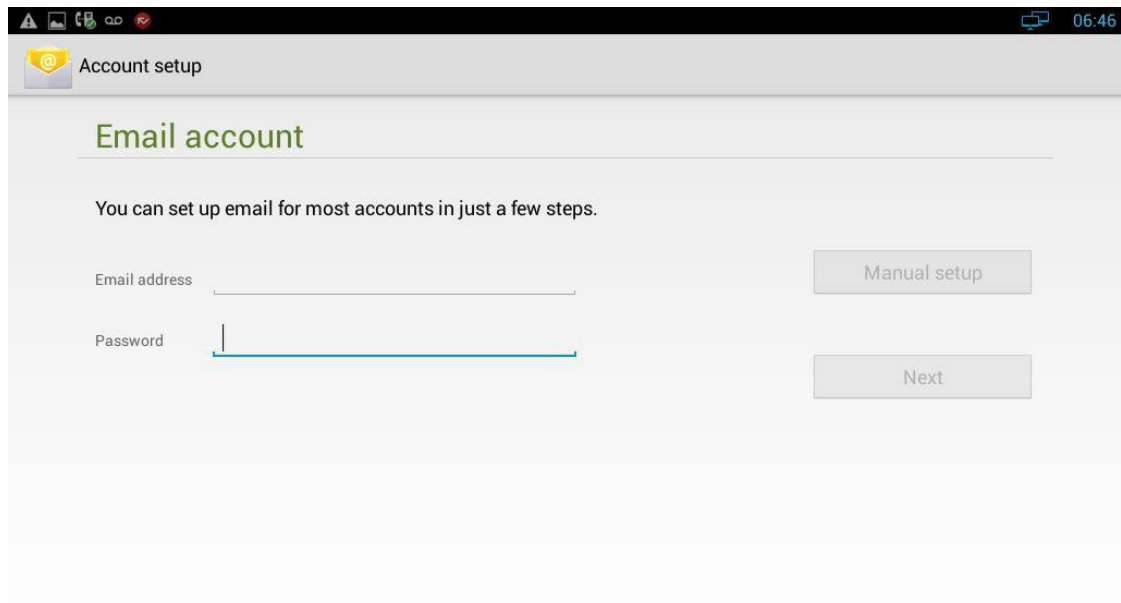 06:46
Account setup
Email account
You can set up email for most accounts in just a few steps.
Email address
Manual setup
Password
Next